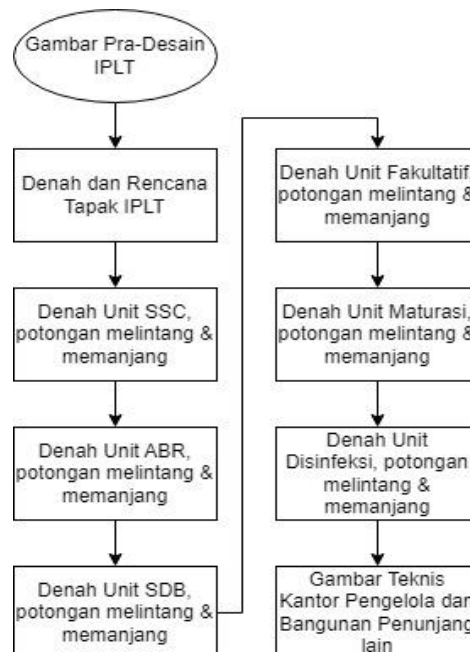 Gambar Pra-Desain
IPLT
Denah dan Rencana
Tapak IPLT
Denah Unit SSC,
potongan melintang &
memanjang
Denah Unit ABR,
potongan melintang &
memanjang
Denah Unit SDB,
potongan melintang &
memanjang
Denah Unit Fakultatif,
potongan melintang &
memanjang
Denah Unit Maturasi,
potongan melintang &
memanjang
Denah Unit
Disinfeksi, potongan
melintang &
memanjang
Gambar Teknis
Kantor Pengelola dan
Bangunan Penunjang
lain